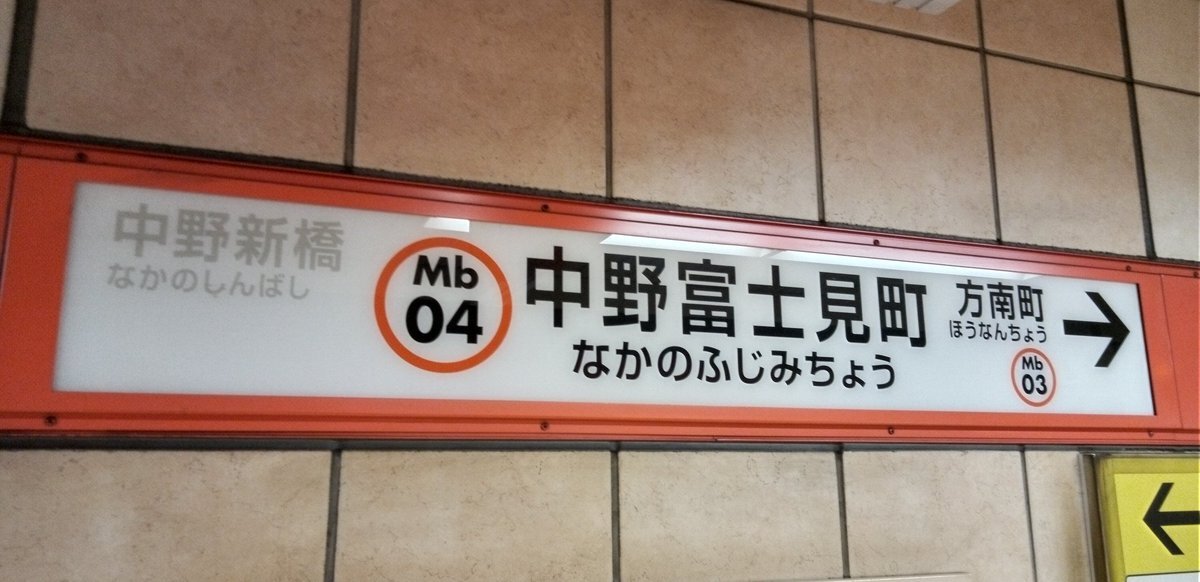 中野新橋
なかのしんばし
Mb
04
中野富士見町
なかのふじみちょう
方南町
ほうなんちょう
Mb
03